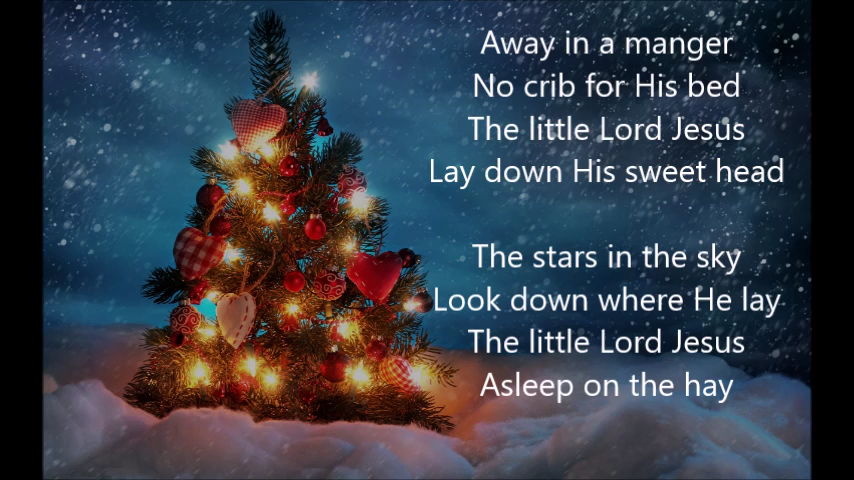 Away in a manger
No crib for His bed
The little Lord Jesus
Lay down His sweet head
The stars in the sky
Look down where He lay
The little Lord Jesus
Asleep on the hay